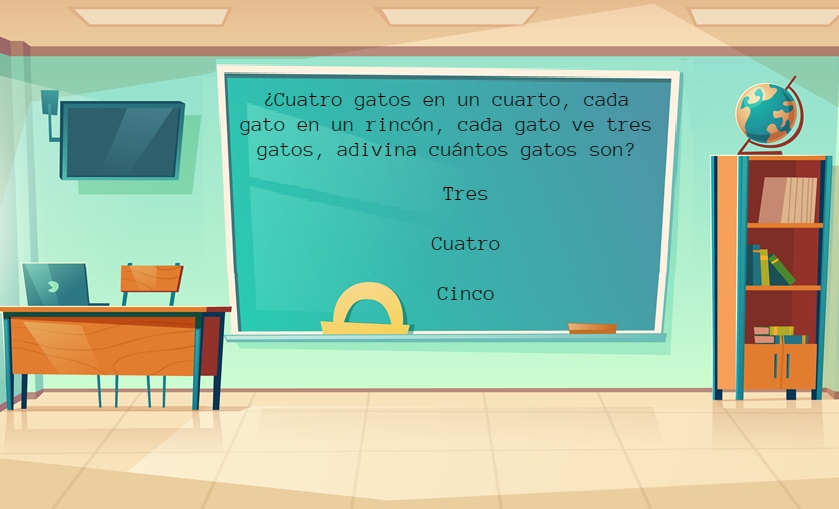 ¿Cuatro gatos en un cuarto, cada
gato en un rincón, cada gato ve tres
gatos, adivina cuántos gatos son?
Tres
Cuatro
Cinco